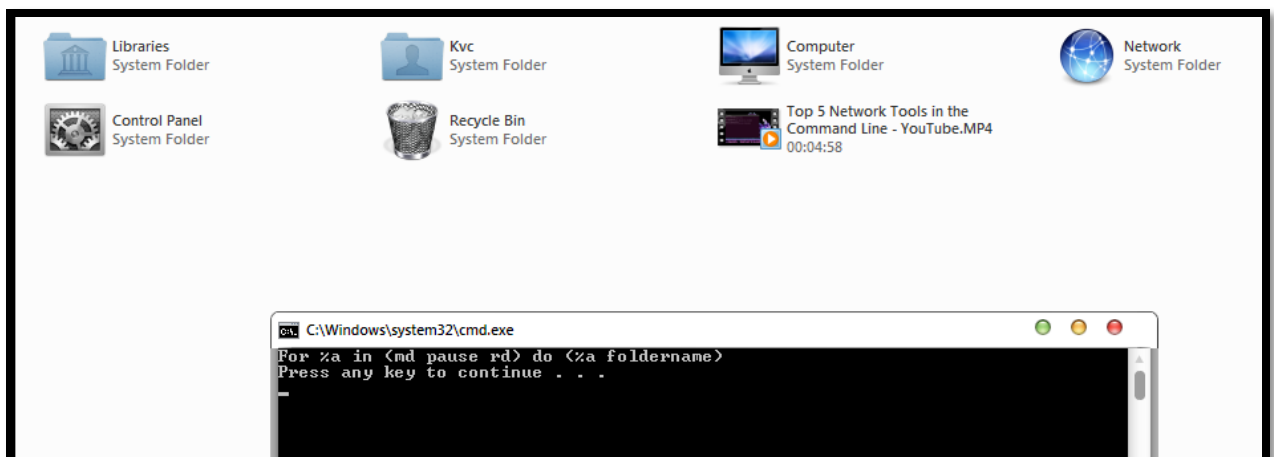 Libraries
System Folder
Kvc
System Folder
Computer
System Folder
Network
System Folder
Control Panel
System Folder
Recycle Bin
System Folder
Top 5 Network Tools in the
Command Line - YouTube.MP4
00:04:58
C:\Windows\system32\cmd.exe
For %a in (md pause rd) do (%a foldername)
Press any key to continue . . .